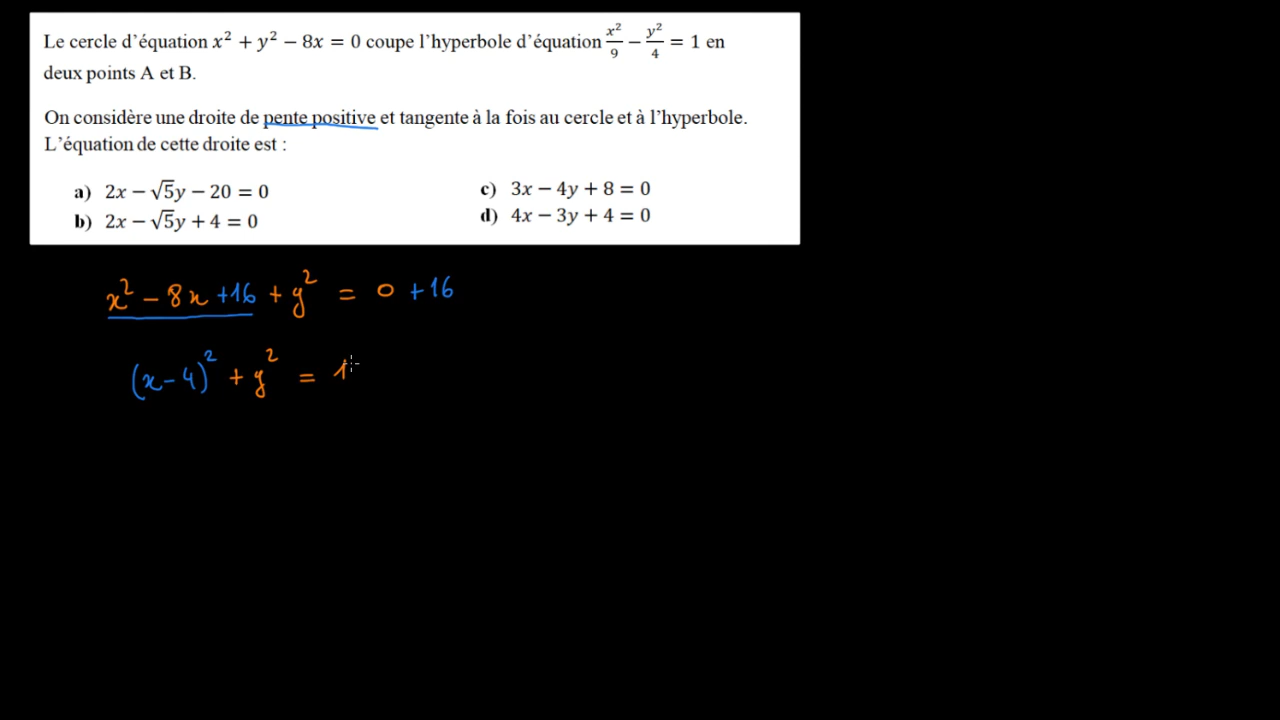 Le cercle d'équation x² + y² − 8x = 0 coupe l'hyperbole d'équation x²/9 − y²/4 = 1 en
deux points A et B.
On considère une droite de pente positive et tangente à la fois au cercle et à l'hyperbole.
L'équation de cette droite est :
a) 2x − √5y − 20 = 0
b) 2x − √5y + 4 = 0
c) 3x − 4y + 8 = 0
d) 4x − 3y + 4 = 0
x² − 8x + 16 + y² = 0 + 16
(x − 4)² + y² = 1